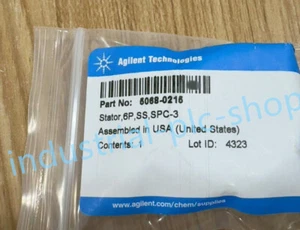 Agilent Technologies
Part No: 5068-0215
Stator,6P,SS,SPC-3
Assembled in USA (United States)
Contents: 1 Lot ID: 4323
industrial-plc-shop
www.agilent.com/chem/supplies